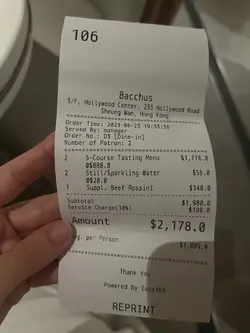 106
Bacchus
3/F, Hollywood Center, 233 Hollywood Road
Sheung Wan, Hong Kong
Order Time: 2023-06-23 14:55:56
Served By: manager
Order No.: D3 [Dine-in]
Number of Patron: 2
2 5-Course Tasting Menu $1,776.0
@$888.0
2 Still/Sparkling Water $56.0
@$28.0
1 Suppl. Beef Rossini $148.0
Subtotal $1,980.0
Service Charge(10%) $198.0
Amount $2,178.0
per Person $1,089.0
Thank You
Powered by Eats365
REPRINT